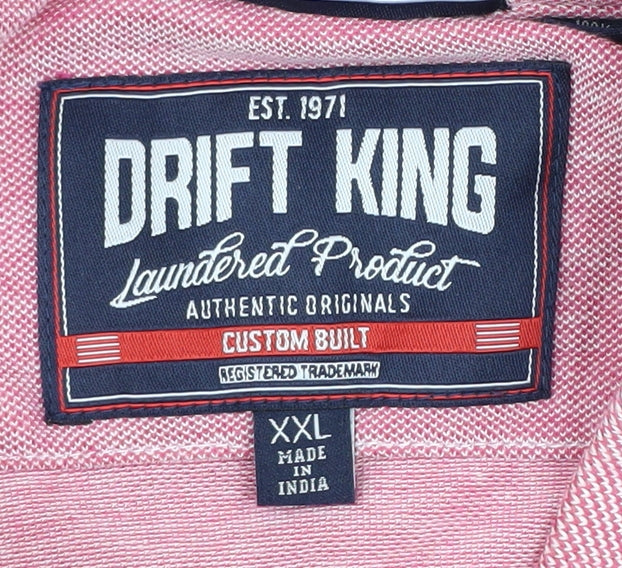 EST. 1971
DRIFT KING
Laundered Product
AUTHENTIC ORIGINALS
CUSTOM BUILT
REGISTERED TRADEMARK
XXL
MADE
IN
INDIA